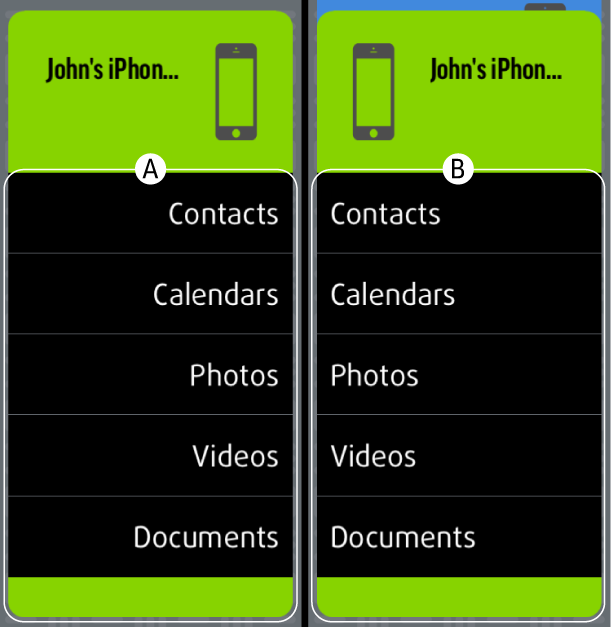 John's iPhon...
A
Contacts
Calendars
Photos
Videos
Documents
John's iPhon...
B
Contacts
Calendars
Photos
Videos
Documents